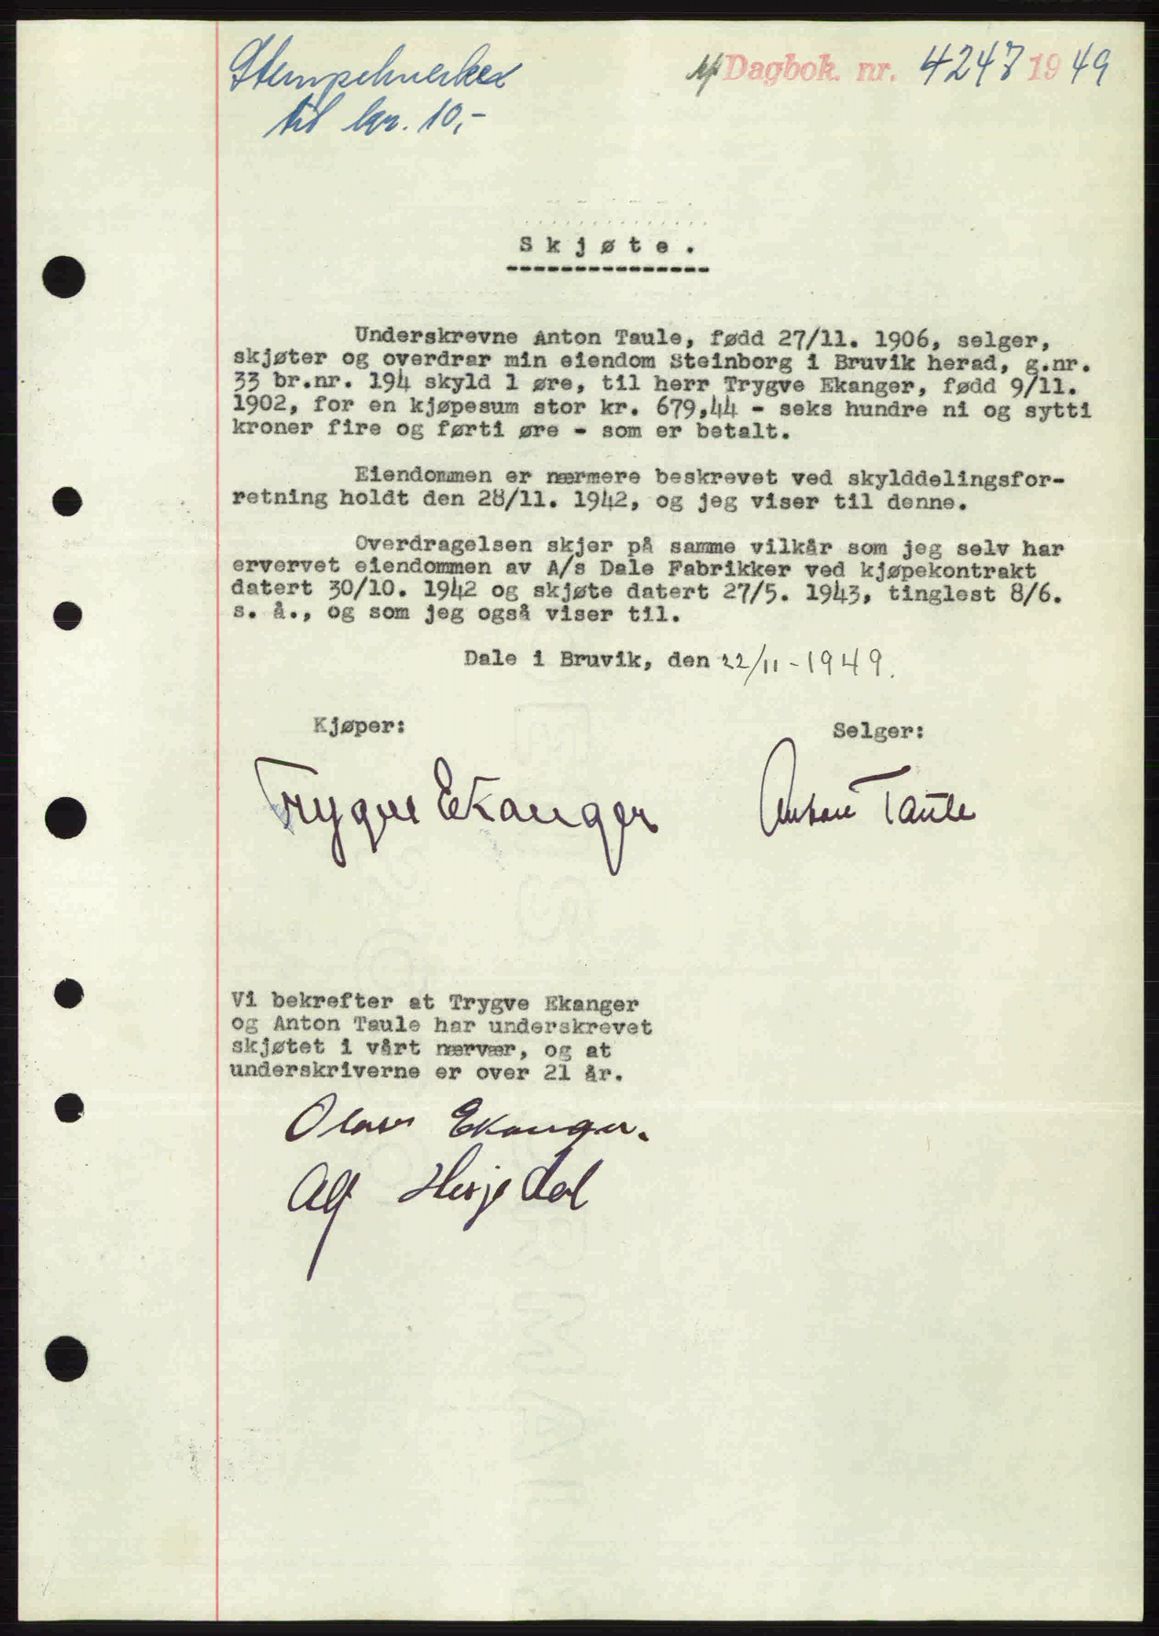 Stempelmerker
til kr. 10,-
Dagbok. nr. 4247 1949
Skjøte.
Underskrevne Anton Taule, født 27/11. 1906, selger,
skjøter og overdrar min eiendom Steinborg i Bruvik herad, g.nr.
33 br.nr. 194 skyld 1 øre, til herr Trygve Ekanger, fødd 9/11.
1902, for en kjøpesum stor kr. 679,44 - seks hundre ni og sytti
kroner fire og førti øre - som er betalt.
Eiendommen er nærmere beskrevet ved skylddelingsfor-
retning holdt den 28/11. 1942, og jeg viser til denne.
Overdragelsen skjer på samme vilkår som jeg selv har
ervervet eiendommen av A/s Dale Fabrikker ved kjøpekontrakt
datert 30/10. 1942 og skjøte datert 27/5. 1943, tinglest 8/6.
s. å., og som jeg også viser til.
Dale i Bruvik, den 22/11-1949.
Kjøper: Selger:
Trygve Ekanger Anton Taule
Vi bekrefter at Trygve Ekanger
og Anton Taule har underskrevet
skjøtet i vårt nærvær, og at
underskriverne er over 21 år.
Olav Ekanger.
Alf Hesjedal